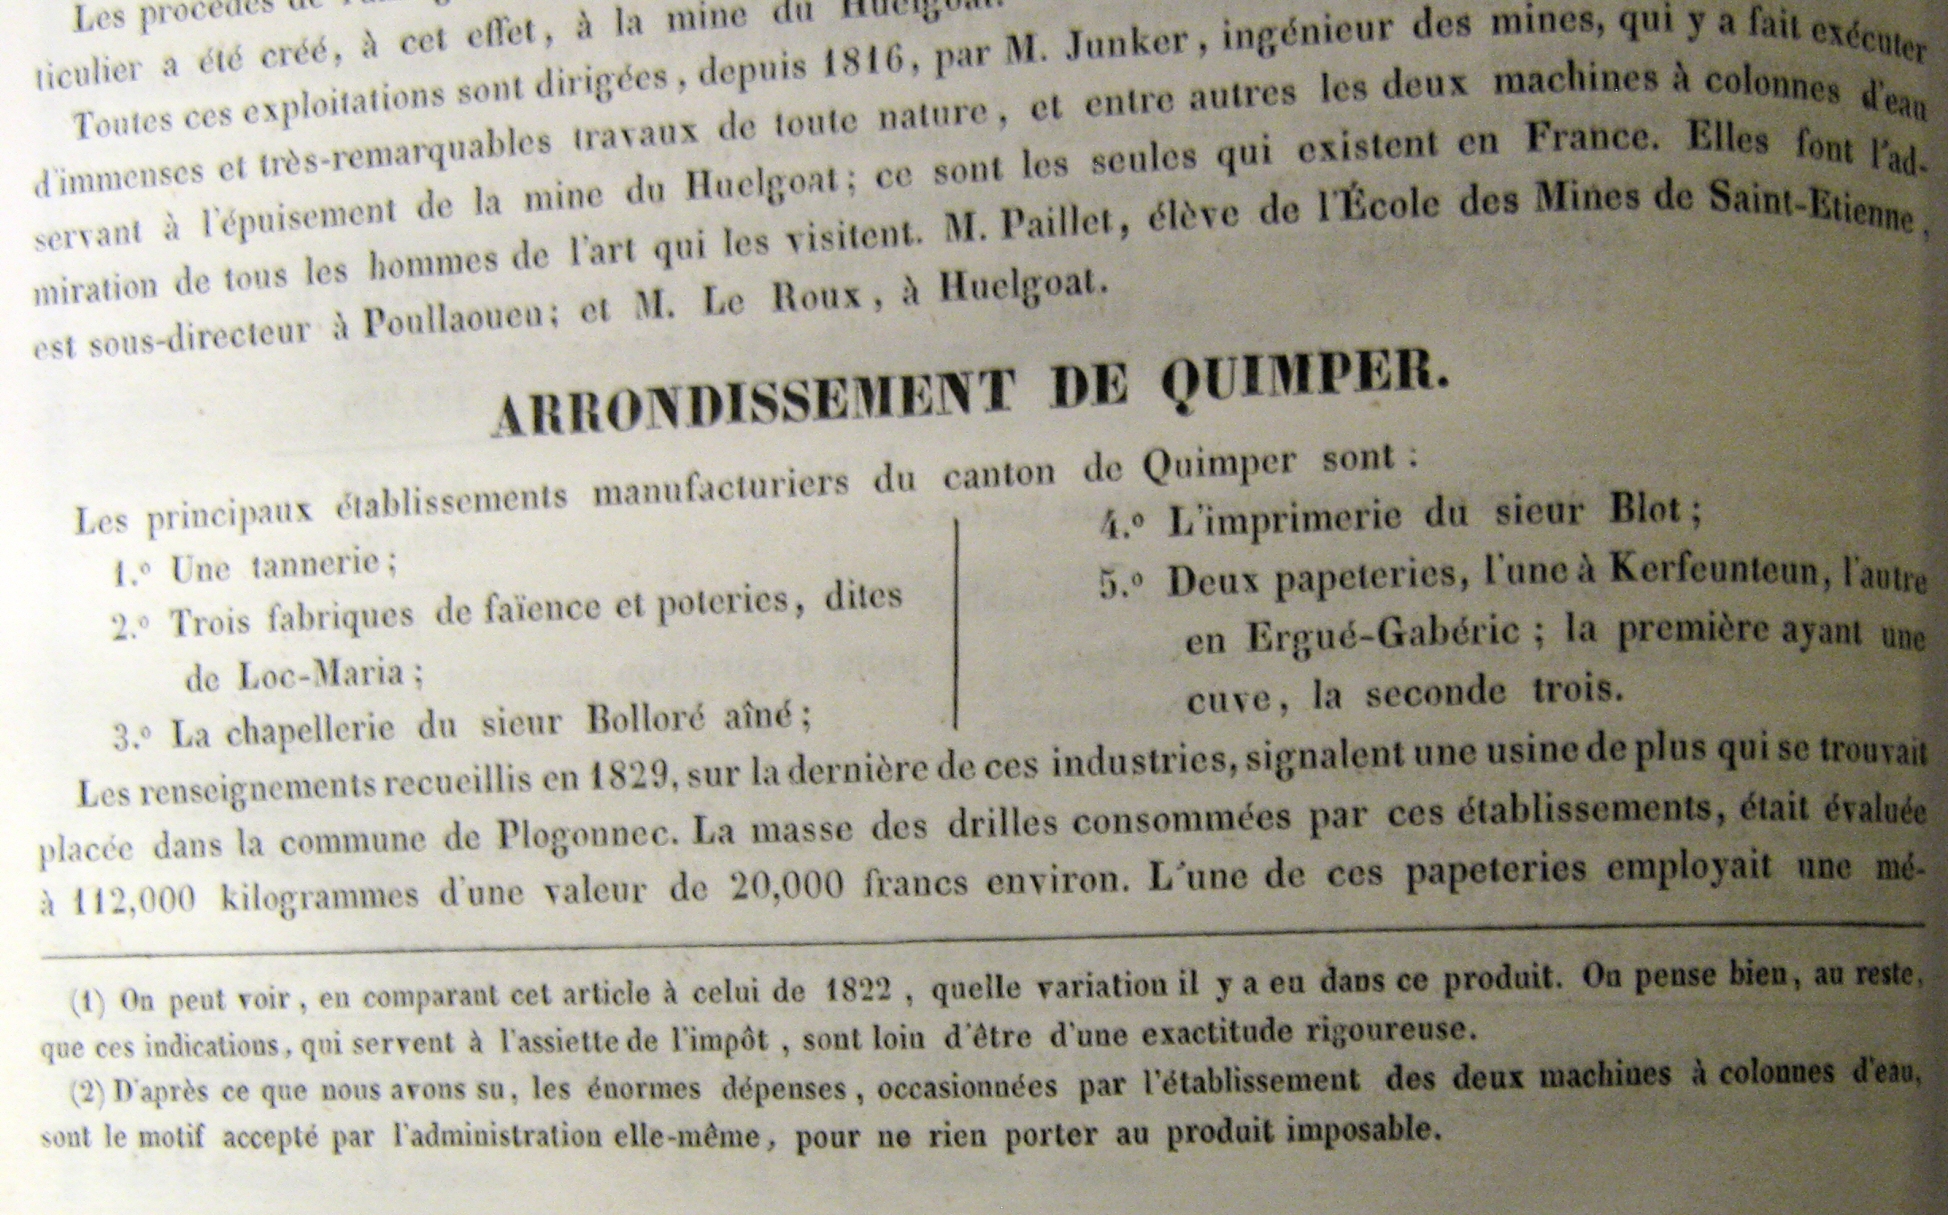 Les procédés de
ticulier a été créé, à cet effet, à la mine du Huelgoat.
Toutes ces exploitations sont dirigées, depuis 1816, par M. Junker, ingénieur des mines, qui y a fait exécuter
d'immenses et très-remarquables travaux de toute nature, et entre autres les deux machines à colonnes d'eau
servant à l'épuisement de la mine du Huelgoat; ce sont les seules qui existent en France. Elles font l'ad-
miration de tous les hommes de l'art qui les visitent. M. Paillet, élève de l'École des Mines de Saint-Etienne,
est sous-directeur à Poullaouen; et M. Le Roux, à Huelgoat.
ARRONDISSEMENT DE QUIMPER.
Les principaux établissements manufacturiers du canton de Quimper sont :
1.º Une tannerie;
2.º Trois fabriques de faïence et poteries, dites
de Loc-Maria;
3.º La chapellerie du sieur Bolloré aîné;
4.º L'imprimerie du sieur Blot;
5.º Deux papeteries, l'une à Kerfeunteun, l'autre
en Ergué-Gabéric; la première ayant une
cuve, la seconde trois.
Les renseignements recueillis en 1829, sur la dernière de ces industries, signalent une usine de plus qui se trouvait
placée dans la commune de Plogonnec. La masse des drilles consommées par ces établissements, était évaluée
à 112,000 kilogrammes d'une valeur de 20,000 francs environ. L'une de ces papeteries employait une mé-
(1) On peut voir, en comparant cet article à celui de 1822, quelle variation il y a eu dans ce produit. On pense bien, au reste,
que ces indications, qui servent à l'assiette de l'impôt, sont loin d'être d'une exactitude rigoureuse.
(2) D'après ce que nous avons su, les énormes dépenses, occasionnées par l'établissement des deux machines à colonnes d'eau,
sont le motif accepté par l'administration elle-même, pour ne rien porter au produit imposable.